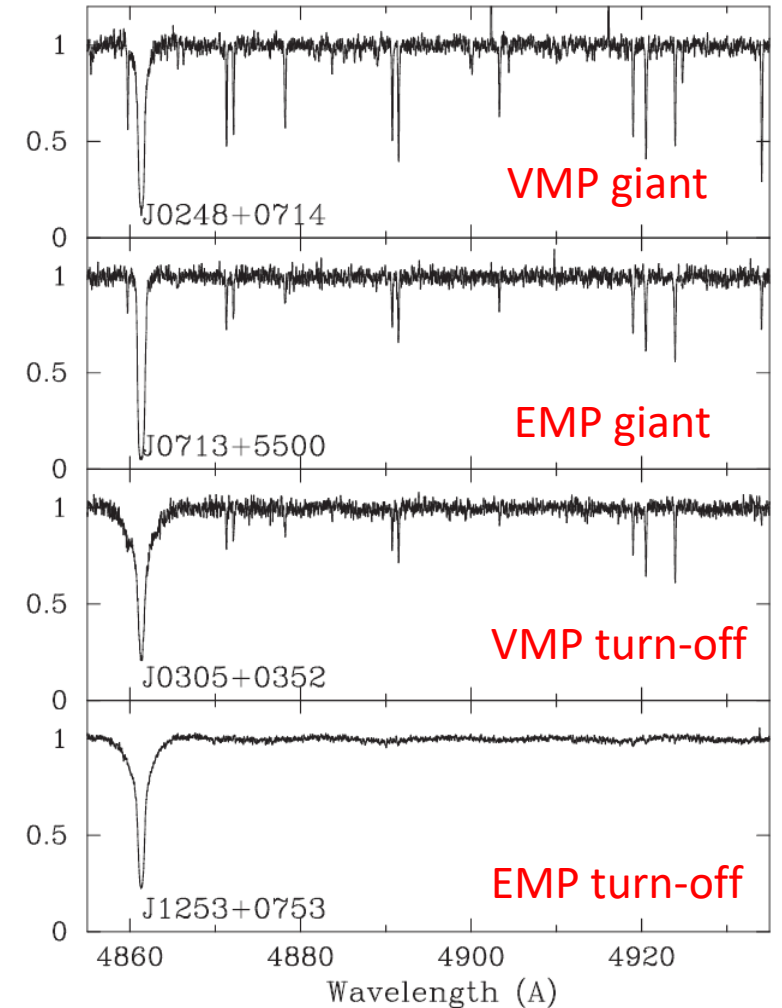 1
0.5
0
VMP giant
J0248+0714
1
0.5
0
EMP giant
J0713+5500
1
0.5
0
VMP turn-off
J0305+0352
1
0.5
0
EMP turn-off
J1253+0753
4860 4880 4900 4920
Wavelength (A)